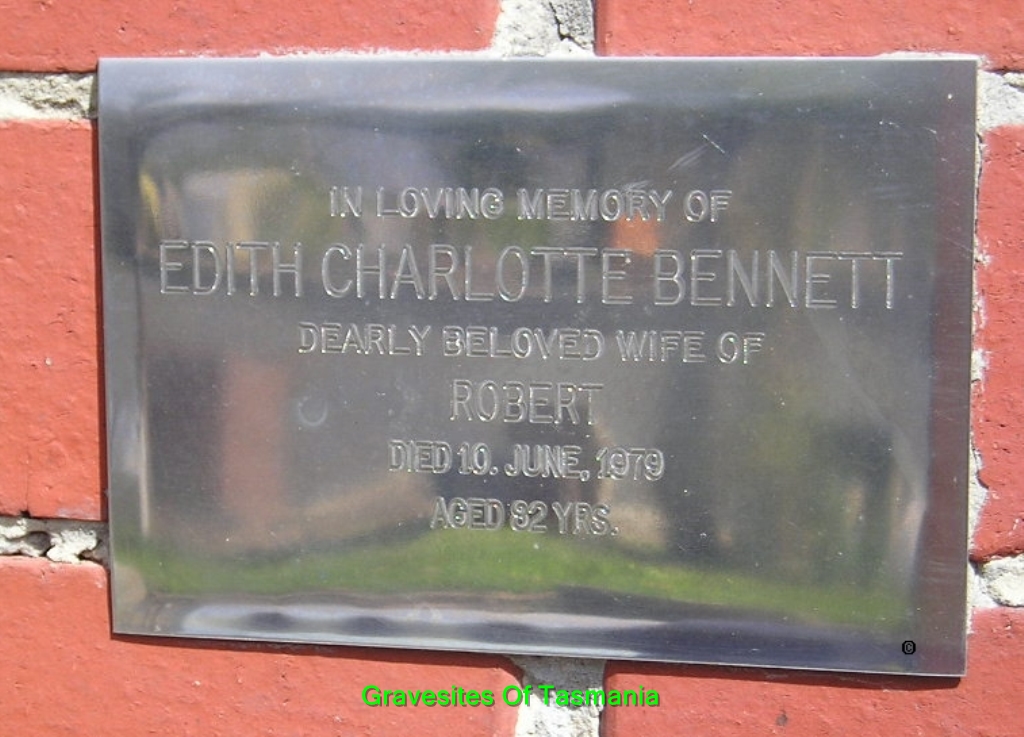 IN LOVING MEMORY OF
EDITH CHARLOTTE BENNETT
DEARLY BELOVED WIFE OF
ROBERT
DIED 10. JUNE, 1979
AGED 92 YRS.
©
Gravesites Of Tasmania